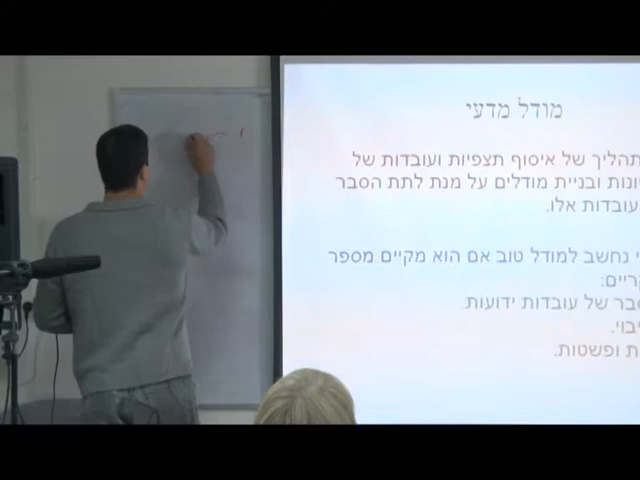 מודל מדעי
תהליך של איסוף תצפיות ועובדות של
ובניית מודלים על מנת לתת הסבר
עובדות אלו.
נחשב למודל טוב אם הוא מקיים מספר
של עובדות ידועות.
ופשטות.